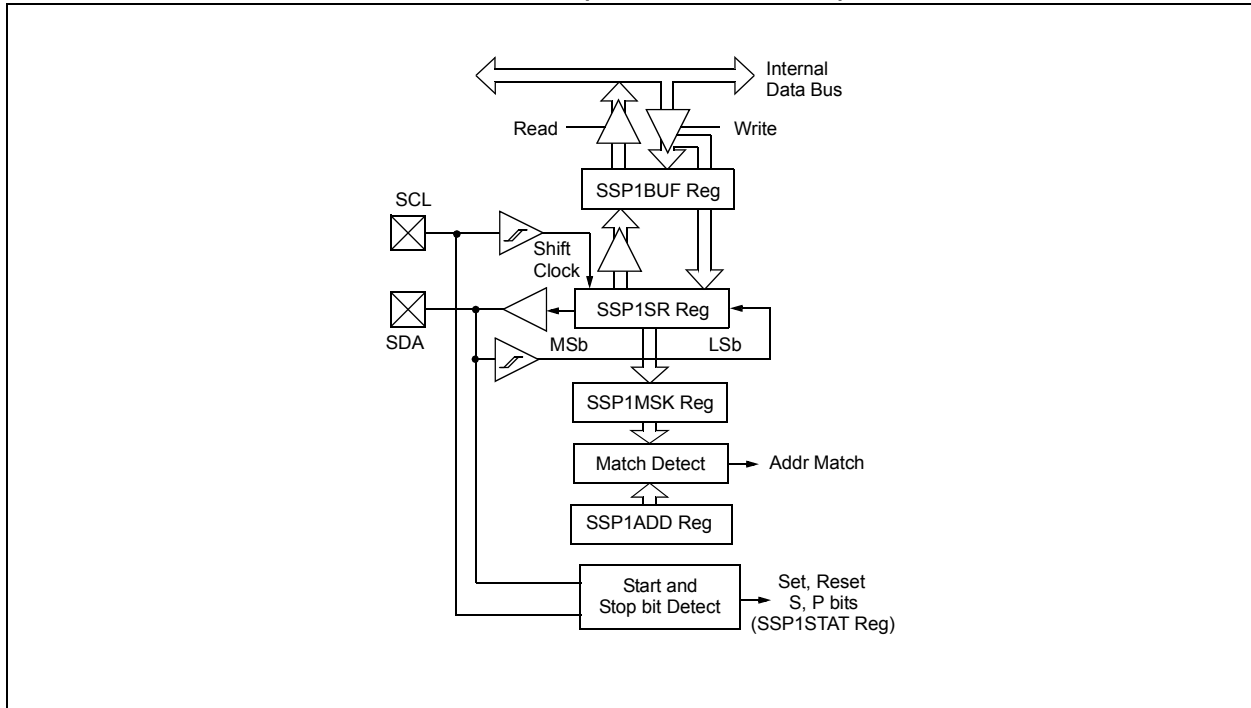 Internal
Data Bus
Read
Write
SSP1BUF Reg
SCL
Shift
Clock
SSP1SR Reg
SDA
MSb
LSb
SSP1MSK Reg
Match Detect
Addr Match
SSP1ADD Reg
Start and
Stop bit Detect
Set, Reset
S, P bits
(SSP1STAT Reg)